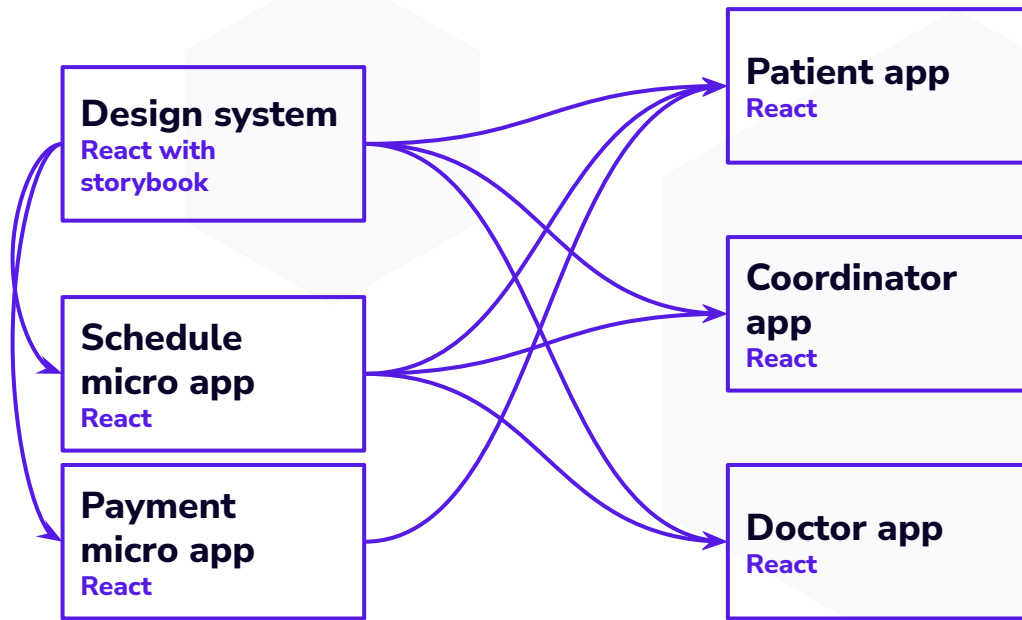 Design system
React with
storybook
Schedule
micro app
React
Payment
micro app
React
Patient app
React
Coordinator
app
React
Doctor app
React